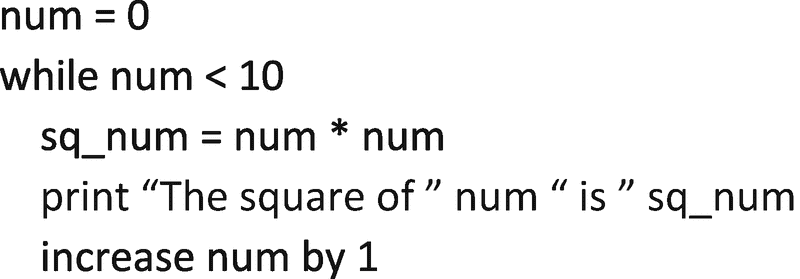 num = 0
while num < 10
sq_num = num * num
print “The square of ” num “ is ” sq_num
increase num by 1